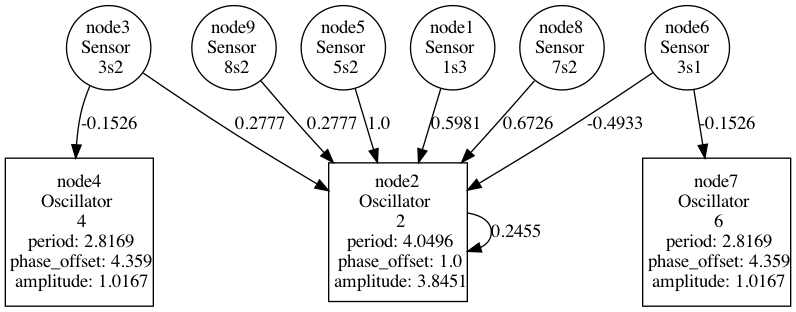 node3
Sensor
3s2
node9
Sensor
8s2
node5
Sensor
5s2
node1
Sensor
1s3
node8
Sensor
7s2
node6
Sensor
3s1
-0.1526
0.2777
0.2777
1.0
0.5981
0.6726
-0.4933
-0.1526
node4
Oscillator
4
period: 2.8169
phase_offset: 4.359
amplitude: 1.0167
node2
Oscillator
2
period: 4.0496
phase_offset: 1.0
amplitude: 3.8451
0.2455
node7
Oscillator
6
period: 2.8169
phase_offset: 4.359
amplitude: 1.0167